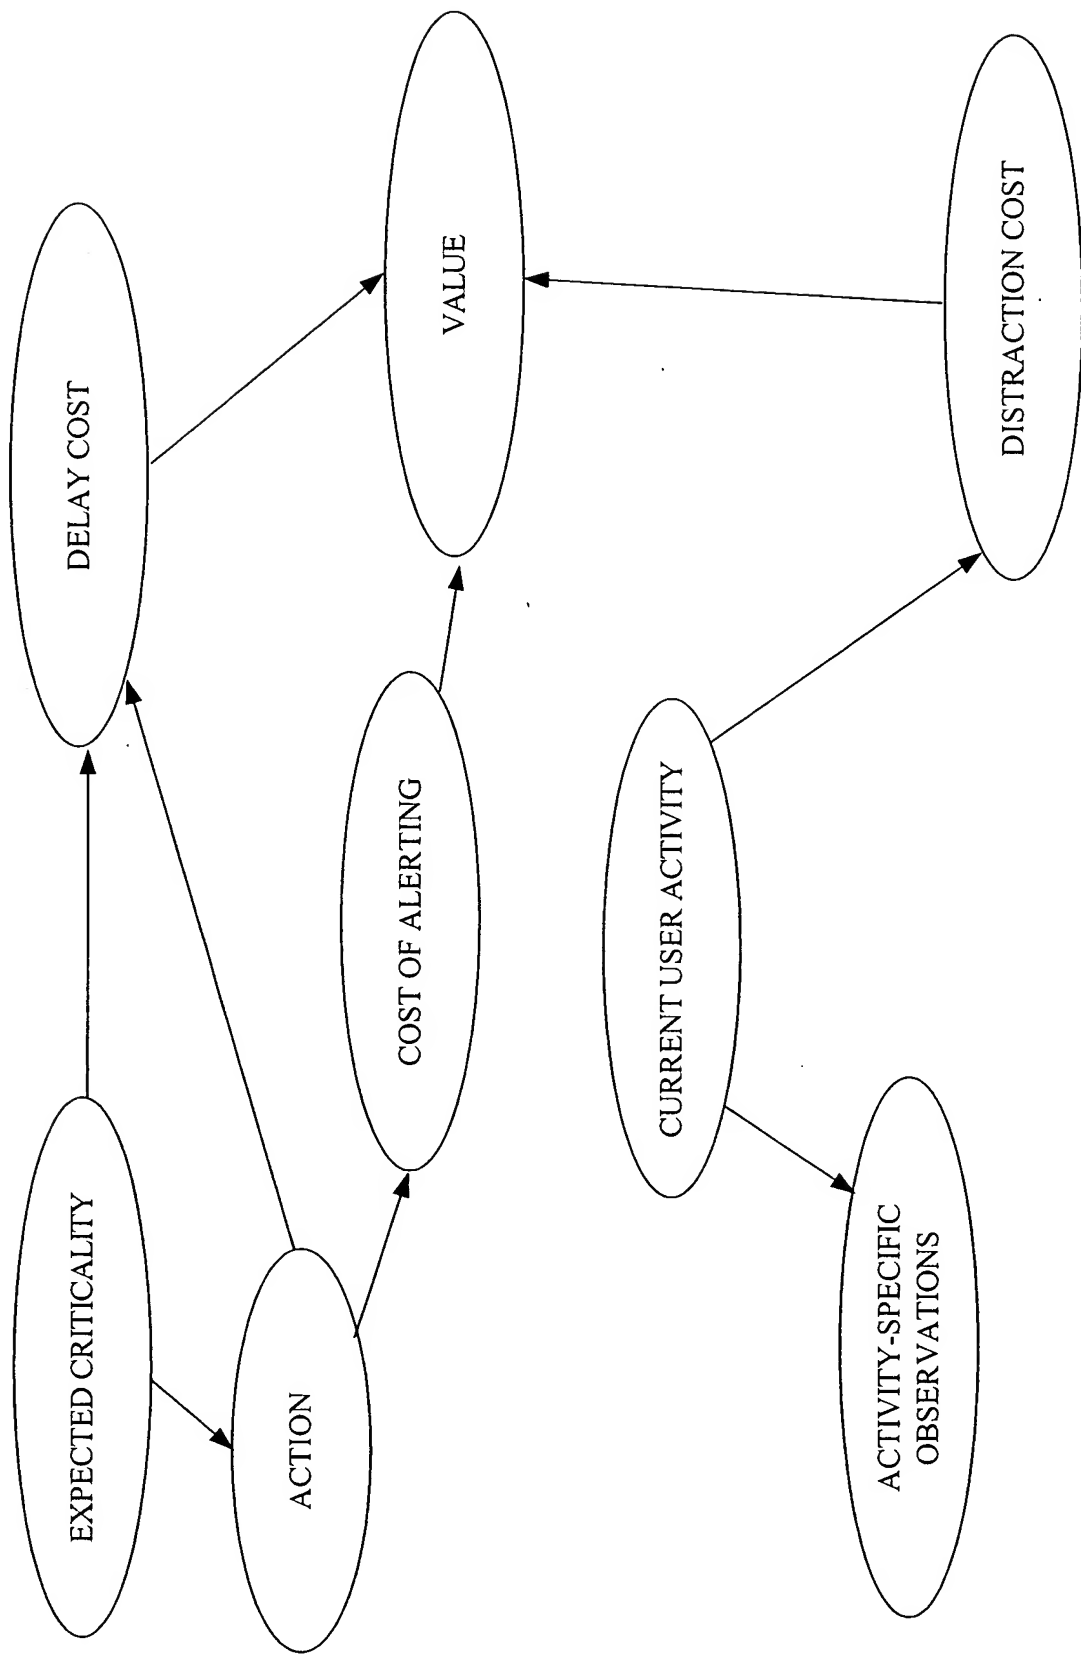 EXPECTED CRITICALITY
DELAY COST
ACTION
COST OF ALERTING
VALUE
CURRENT USER ACTIVITY
ACTIVITY-SPECIFIC
OBSERVATIONS
DISTRACTION COST